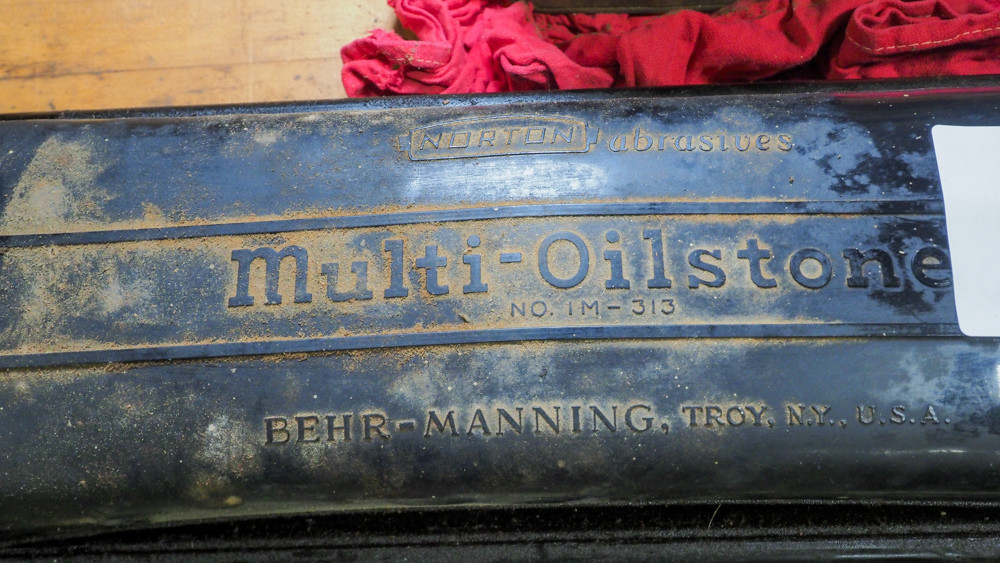 NORTON abrasives
Multi-Oilstone
NO. IM-313
BEHR-MANNING, TROY, N.Y., U.S.A.